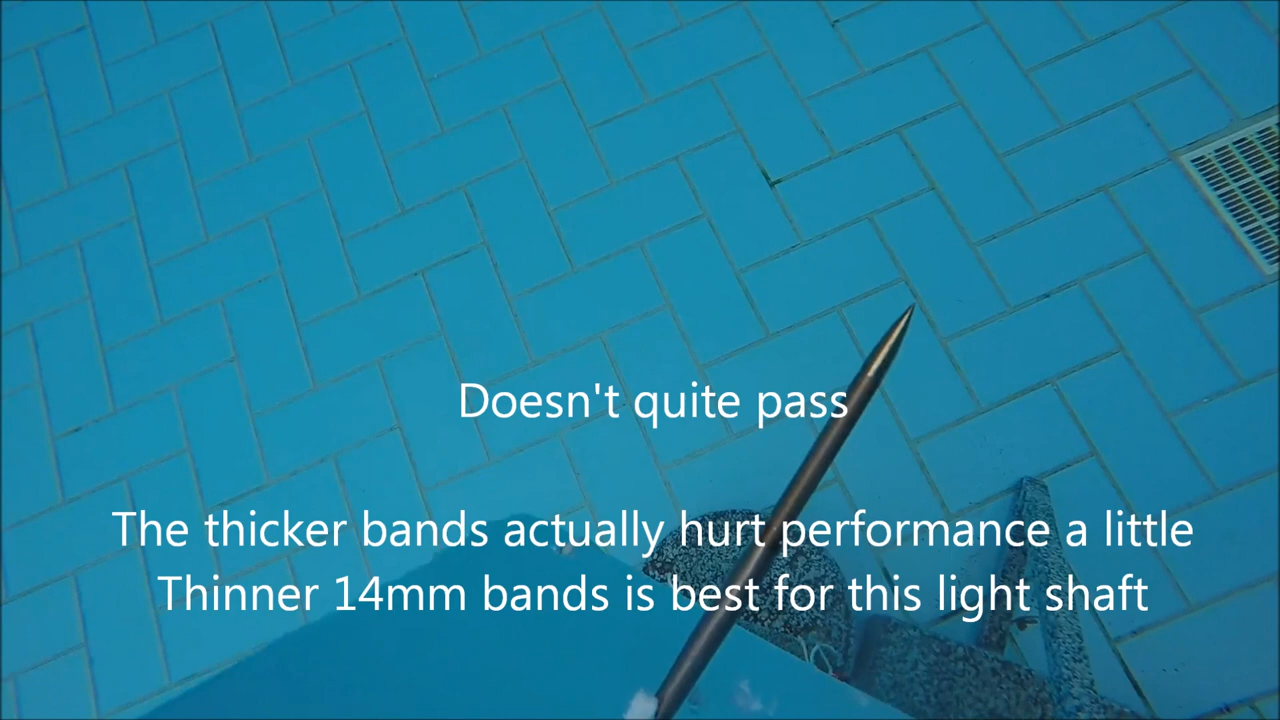 Doesn't quite pass
The thicker bands actually hurt performance a little
Thinner 14mm bands is best for this light shaft